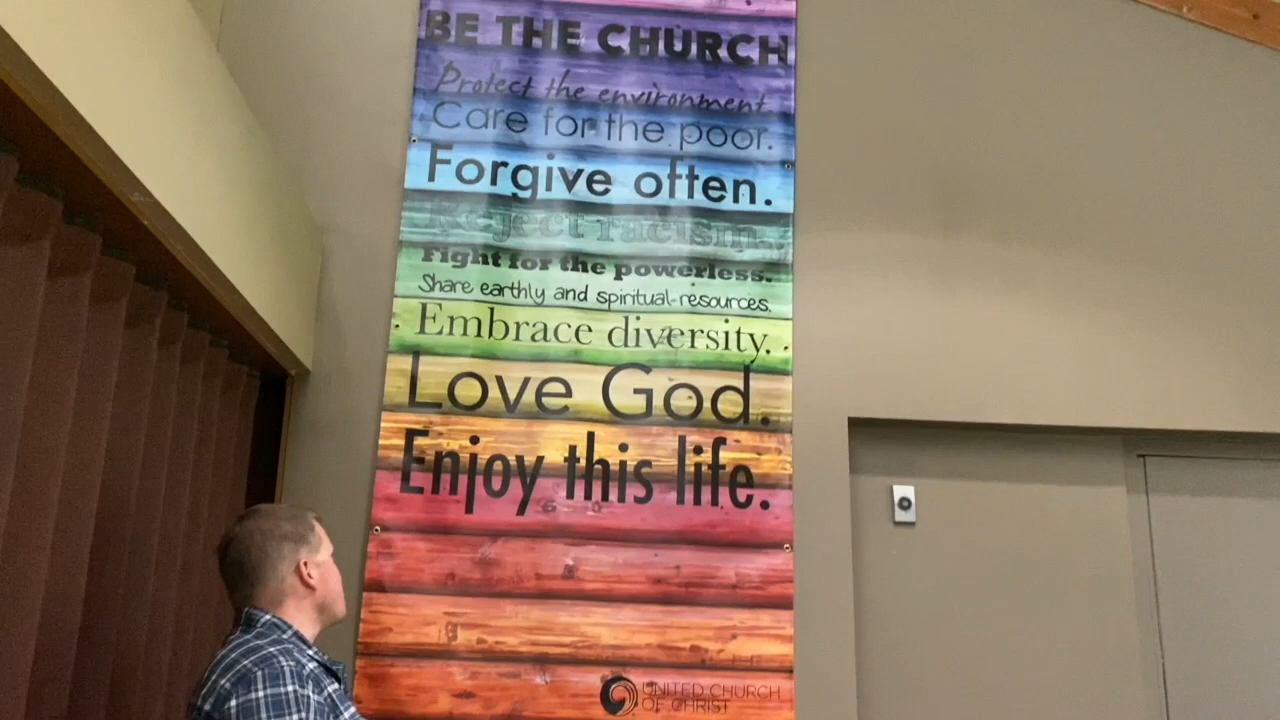 BE THE CHURCH
Protect the environment.
Care for the poor.
Forgive often.
Reject racism.
Fight for the powerless.
Share earthly and spiritual resources.
Embrace diversity.
Love God.
Enjoy this life.
UNITED CHURCH
OF CHRIST